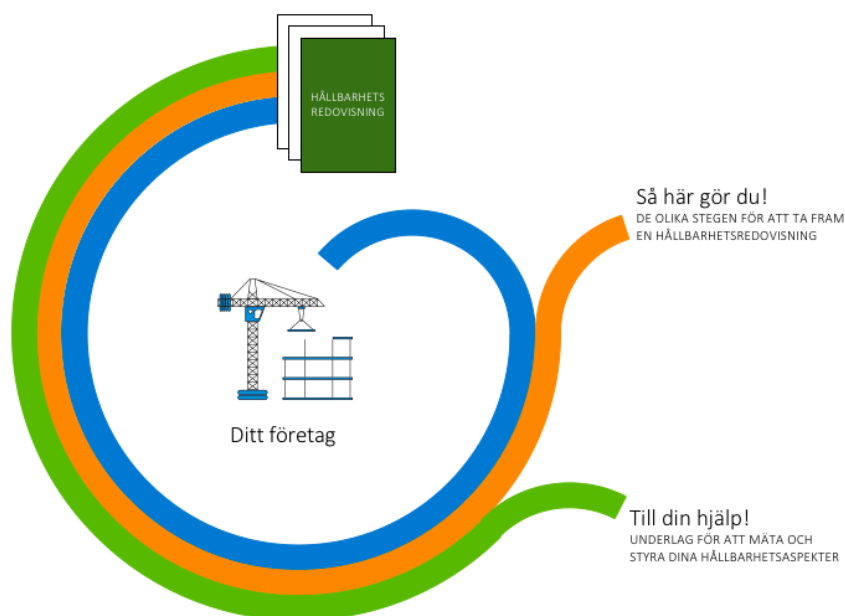 HÅLLBARHETS
REDOVISNING
Så här gör du!
DE OLIKA STEGEN FÖR ATT TA FRAM
EN HÅLLBARHETSREDOVISNING
Ditt företag
Till din hjälp!
UNDERLAG FÖR ATT MÄTA OCH
STYRA DINA HÅLLBARHETSASPEKTER